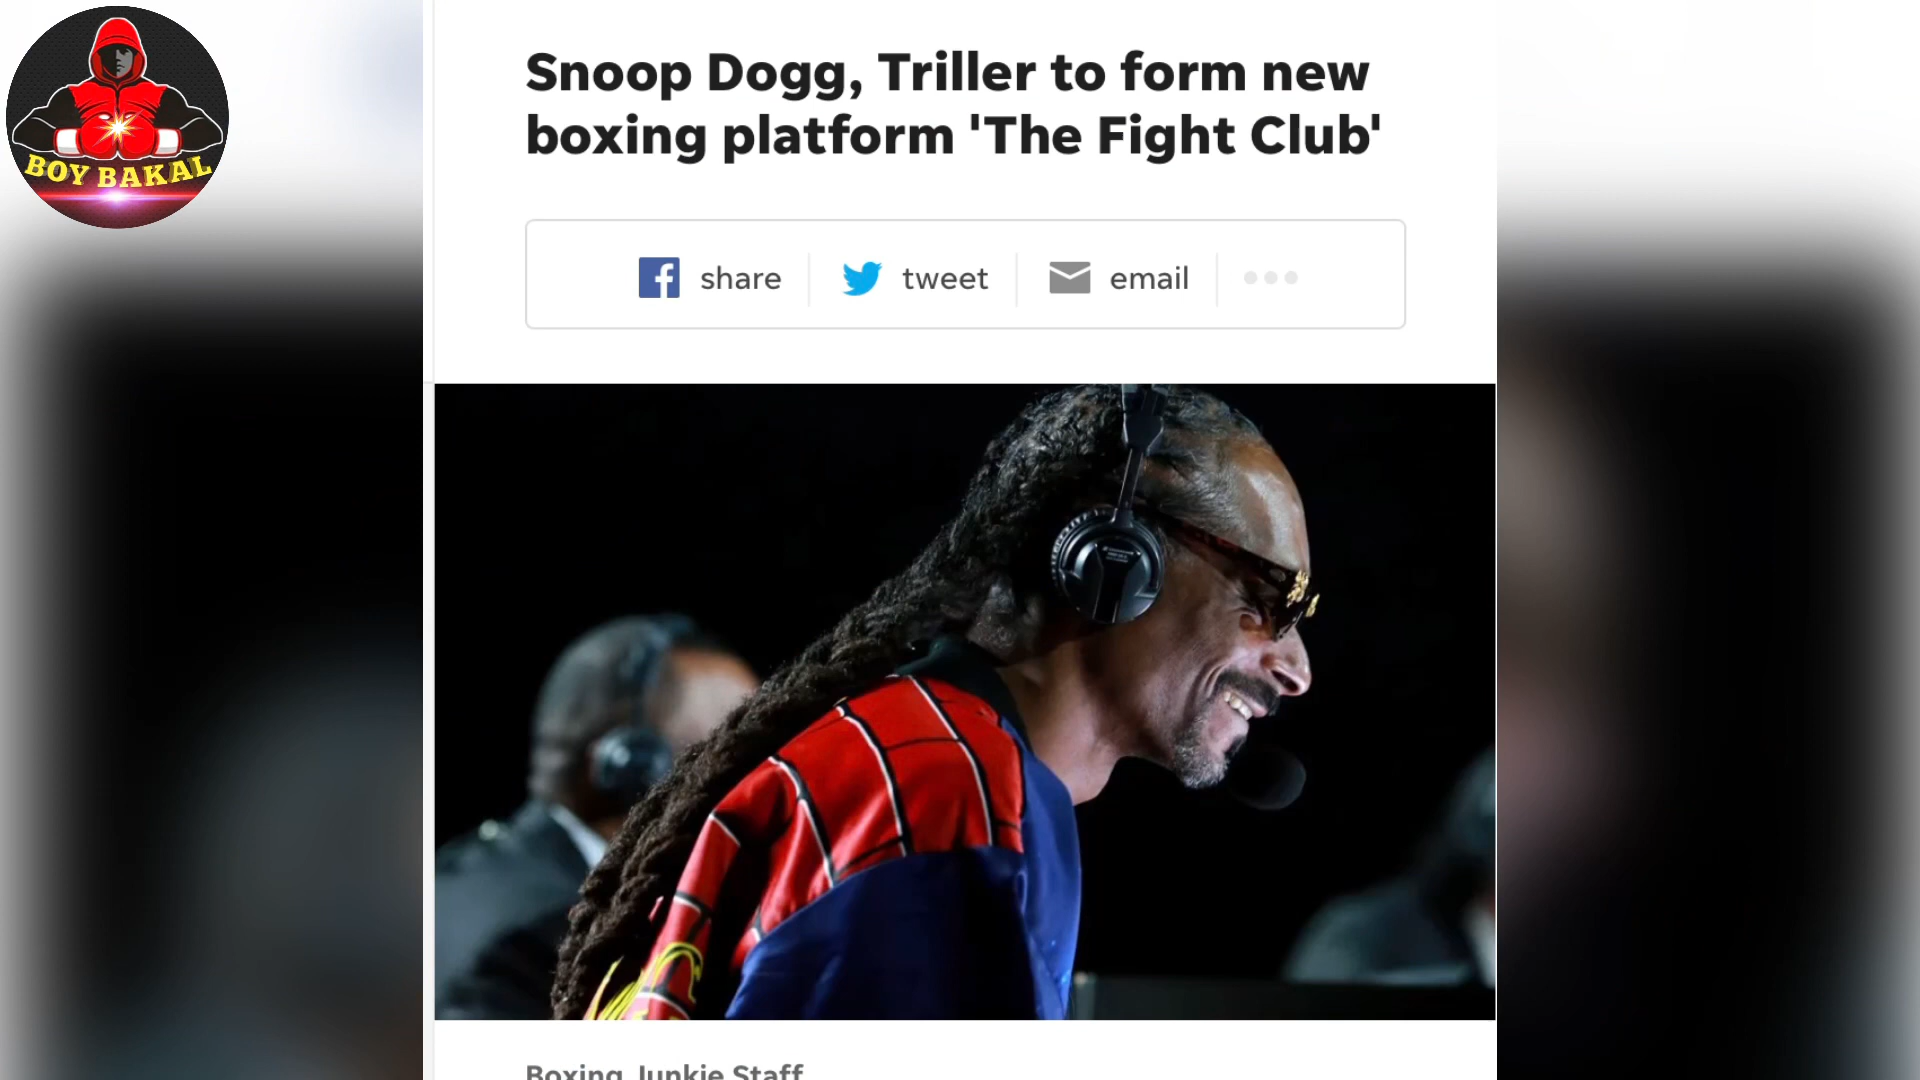 BOY BAKAL
Snoop Dogg, Triller to form new
boxing platform 'The Fight Club'
share
tweet
email
Boxing Junkie Staff